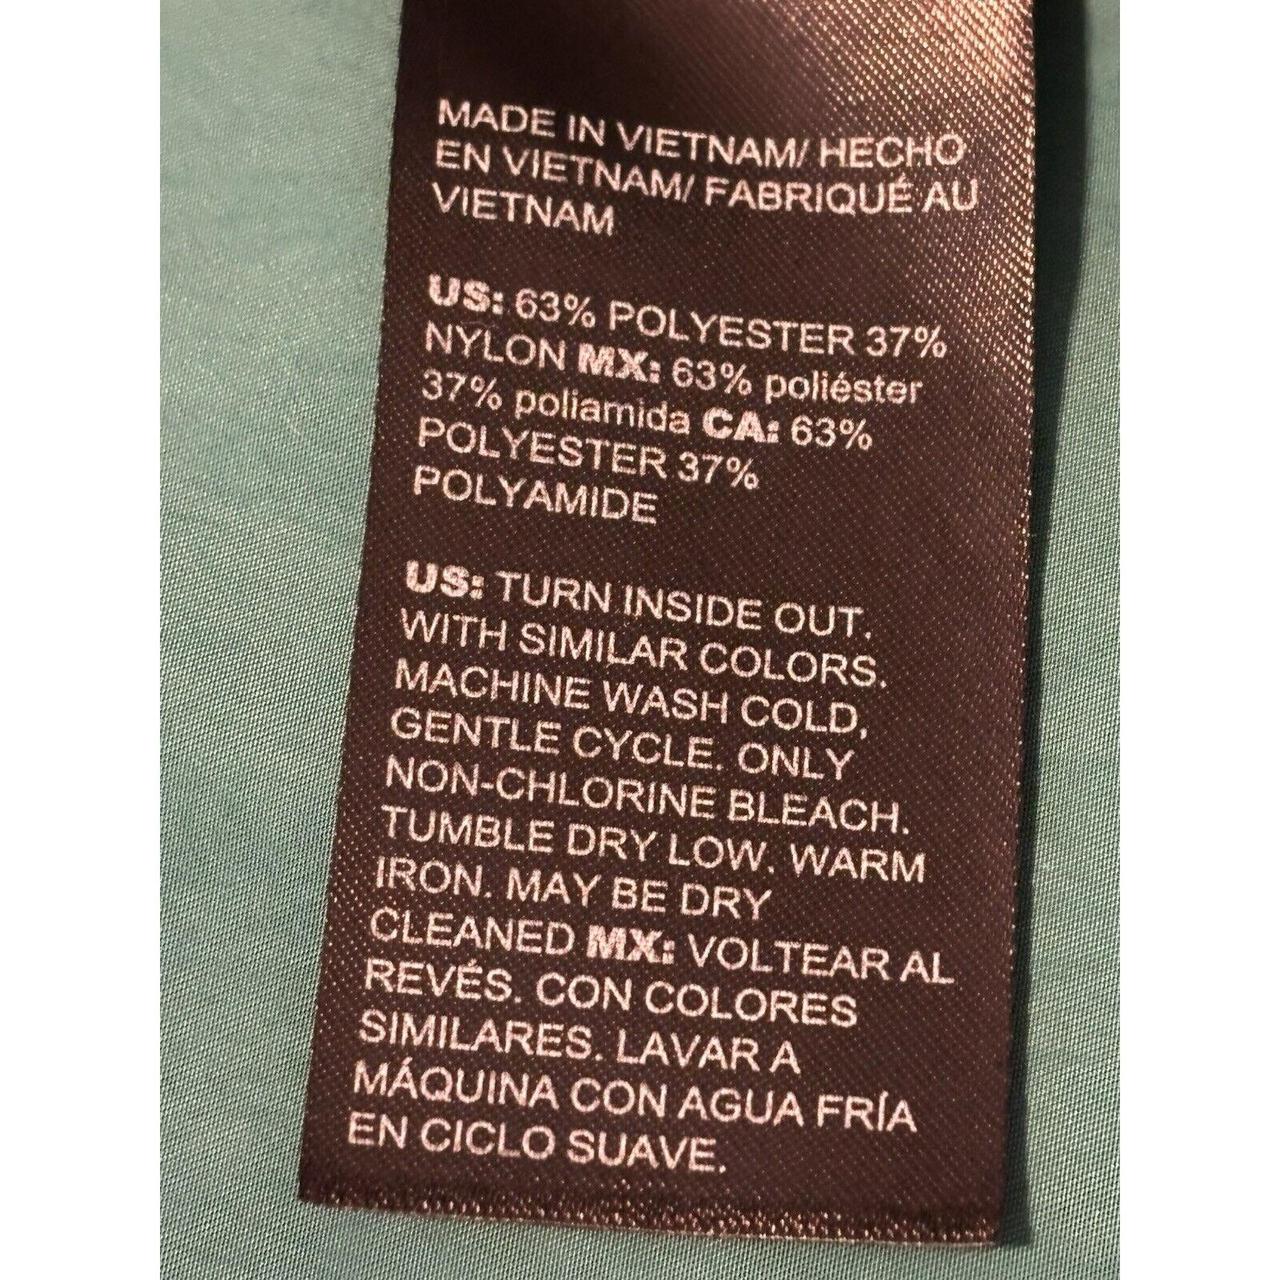 MADE IN VIETNAM/ HECHO
EN VIETNAM/ FABRIQUÉ AU
VIETNAM
US: 63% POLYESTER 37%
NYLON MX: 63% poliéster
37% poliamida CA: 63%
POLYESTER 37%
POLYAMIDE
US: TURN INSIDE OUT.
WITH SIMILAR COLORS.
MACHINE WASH COLD,
GENTLE CYCLE. ONLY
NON-CHLORINE BLEACH.
TUMBLE DRY LOW. WARM
IRON. MAY BE DRY
CLEANED MX: VOLTEAR AL
REVÉS. CON COLORES
SIMILARES. LAVAR A
MÁQUINA CON AGUA FRÍA
EN CICLO SUAVE.